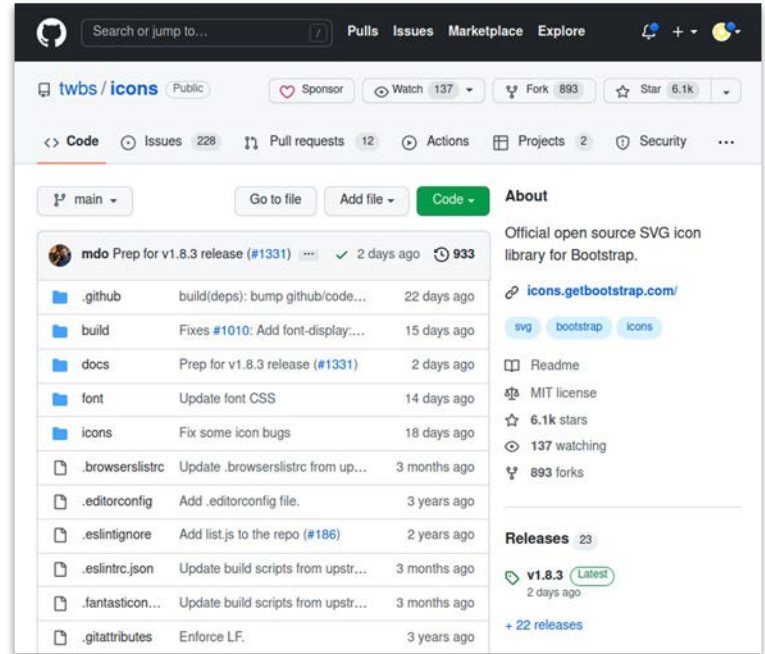 Search or jump to... / Pulls Issues Marketplace Explore
twbs / icons Public Sponsor Watch 137 Fork 893 Star 6.1k
Code Issues 228 Pull requests 12 Actions Projects 2 Security ...
main Go to file Add file Code
mdo Prep for v1.8.3 release (#1331) ... 2 days ago 933
.github build(deps): bump github/code... 22 days ago
build Fixes #1010: Add font-display:... 15 days ago
docs Prep for v1.8.3 release (#1331) 2 days ago
font Update font CSS 14 days ago
icons Fix some icon bugs 18 days ago
.browserslistrc Update .browserslistrc from up... 3 months ago
.editorconfig Add .editorconfig file. 3 years ago
.eslintignore Add list.js to the repo (#186) 2 years ago
.eslintrc.json Update build scripts from upstr... 3 months ago
.fantasticon... Update build scripts from upstr... 3 months ago
.gitattributes Enforce LF. 3 years ago
About
Official open source SVG icon
library for Bootstrap.
icons.getbootstrap.com/
svg bootstrap icons
Readme
MIT license
6.1k stars
137 watching
893 forks
Releases 23
v1.8.3 Latest
2 days ago
+ 22 releases